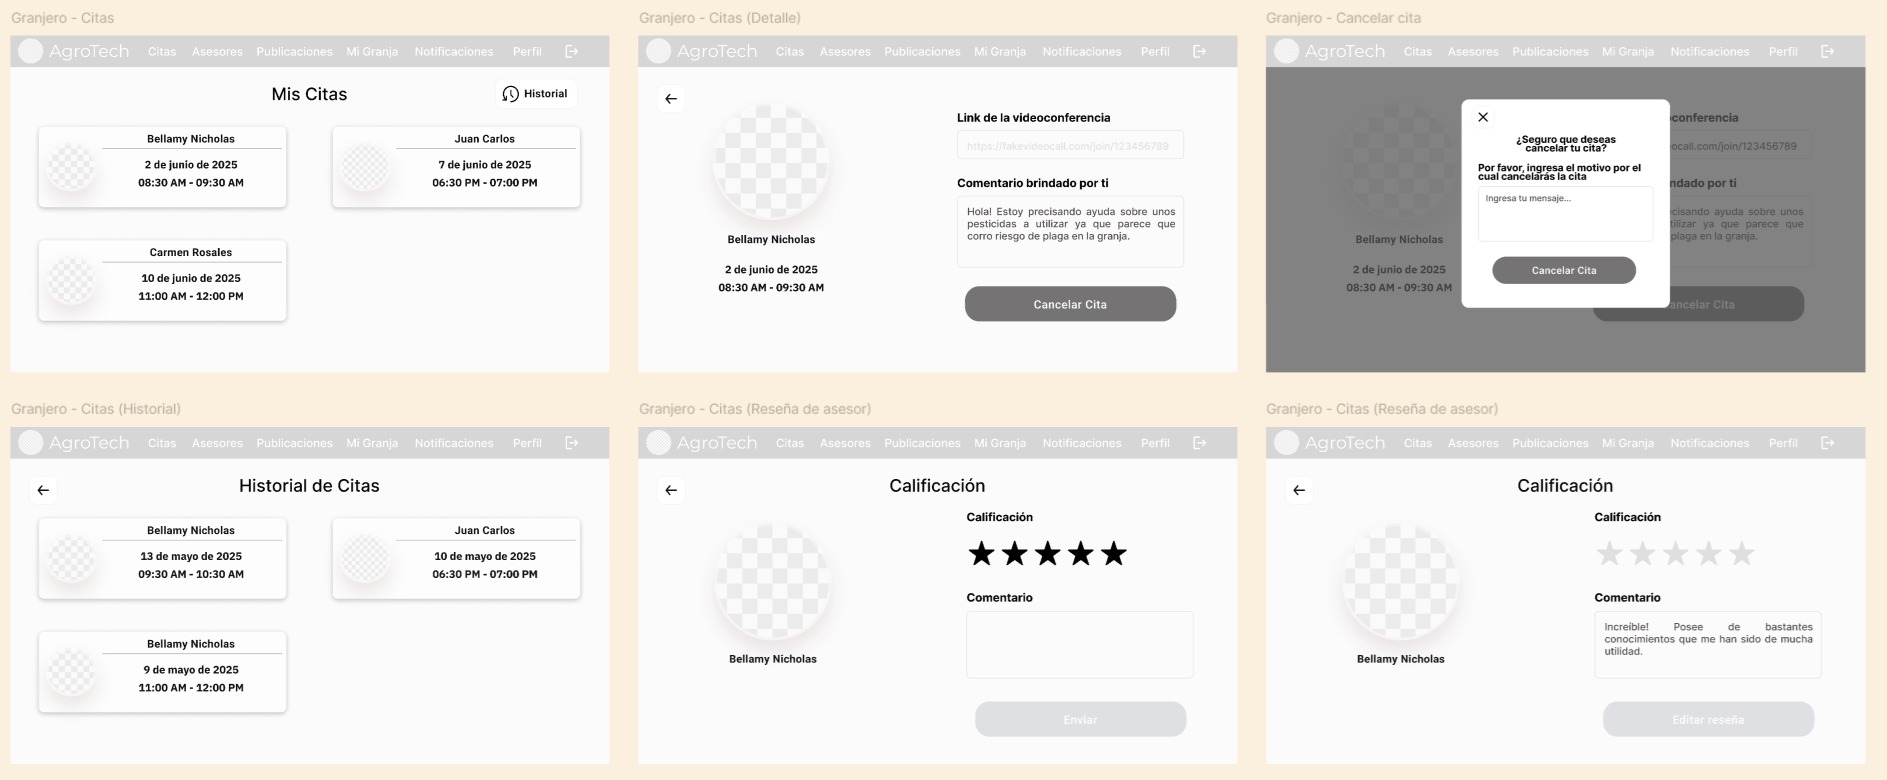 Granjero - Citas
AgroTech Citas Asesores Publicaciones Mi Granja Notificaciones Perfil
Mis Citas
Historial
Bellamy Nicholas
2 de junio de 2025
08:30 AM - 09:30 AM
Juan Carlos
7 de junio de 2025
06:30 PM - 07:00 PM
Carmen Rosales
10 de junio de 2025
11:00 AM - 12:00 PM
Granjero - Citas (Detalle)
AgroTech Citas Asesores Publicaciones Mi Granja Notificaciones Perfil
Bellamy Nicholas
2 de junio de 2025
08:30 AM - 09:30 AM
Link de la videoconferencia
https://fakevideocall.com/join/123456789
Comentario brindado por ti
Hola! Estoy precisando ayuda sobre unos
pesticidas a utilizar ya que parece que
corro riesgo de plaga en la granja.
Cancelar Cita
Granjero - Cancelar cita
AgroTech Citas Asesores Publicaciones Mi Granja Notificaciones Perfil
Bellamy Nicholas
2 de junio de 2025
08:30 AM - 09:30 AM
¿Seguro que deseas
cancelar tu cita?
Por favor, ingresa el motivo por el
cual cancelarás la cita
Ingresa tu mensaje...
Cancelar Cita
oconferencia
ocall.com/join/123456789
ndado por ti
ecisando ayuda sobre unos
tilizar ya que parece que
plaga en la granja.
ancelar Cita
Granjero - Citas (Historial)
AgroTech Citas Asesores Publicaciones Mi Granja Notificaciones Perfil
Historial de Citas
Bellamy Nicholas
13 de mayo de 2025
09:30 AM - 10:30 AM
Juan Carlos
10 de mayo de 2025
06:30 PM - 07:00 PM
Bellamy Nicholas
9 de mayo de 2025
11:00 AM - 12:00 PM
Granjero - Citas (Reseña de asesor)
AgroTech Citas Asesores Publicaciones Mi Granja Notificaciones Perfil
Calificación
Bellamy Nicholas
Calificación
Comentario
Enviar
Granjero - Citas (Reseña de asesor)
AgroTech Citas Asesores Publicaciones Mi Granja Notificaciones Perfil
Calificación
Bellamy Nicholas
Calificación
Comentario
Increíble! Posee de bastantes
conocimientos que me han sido de mucha
utilidad.
Editar reseña